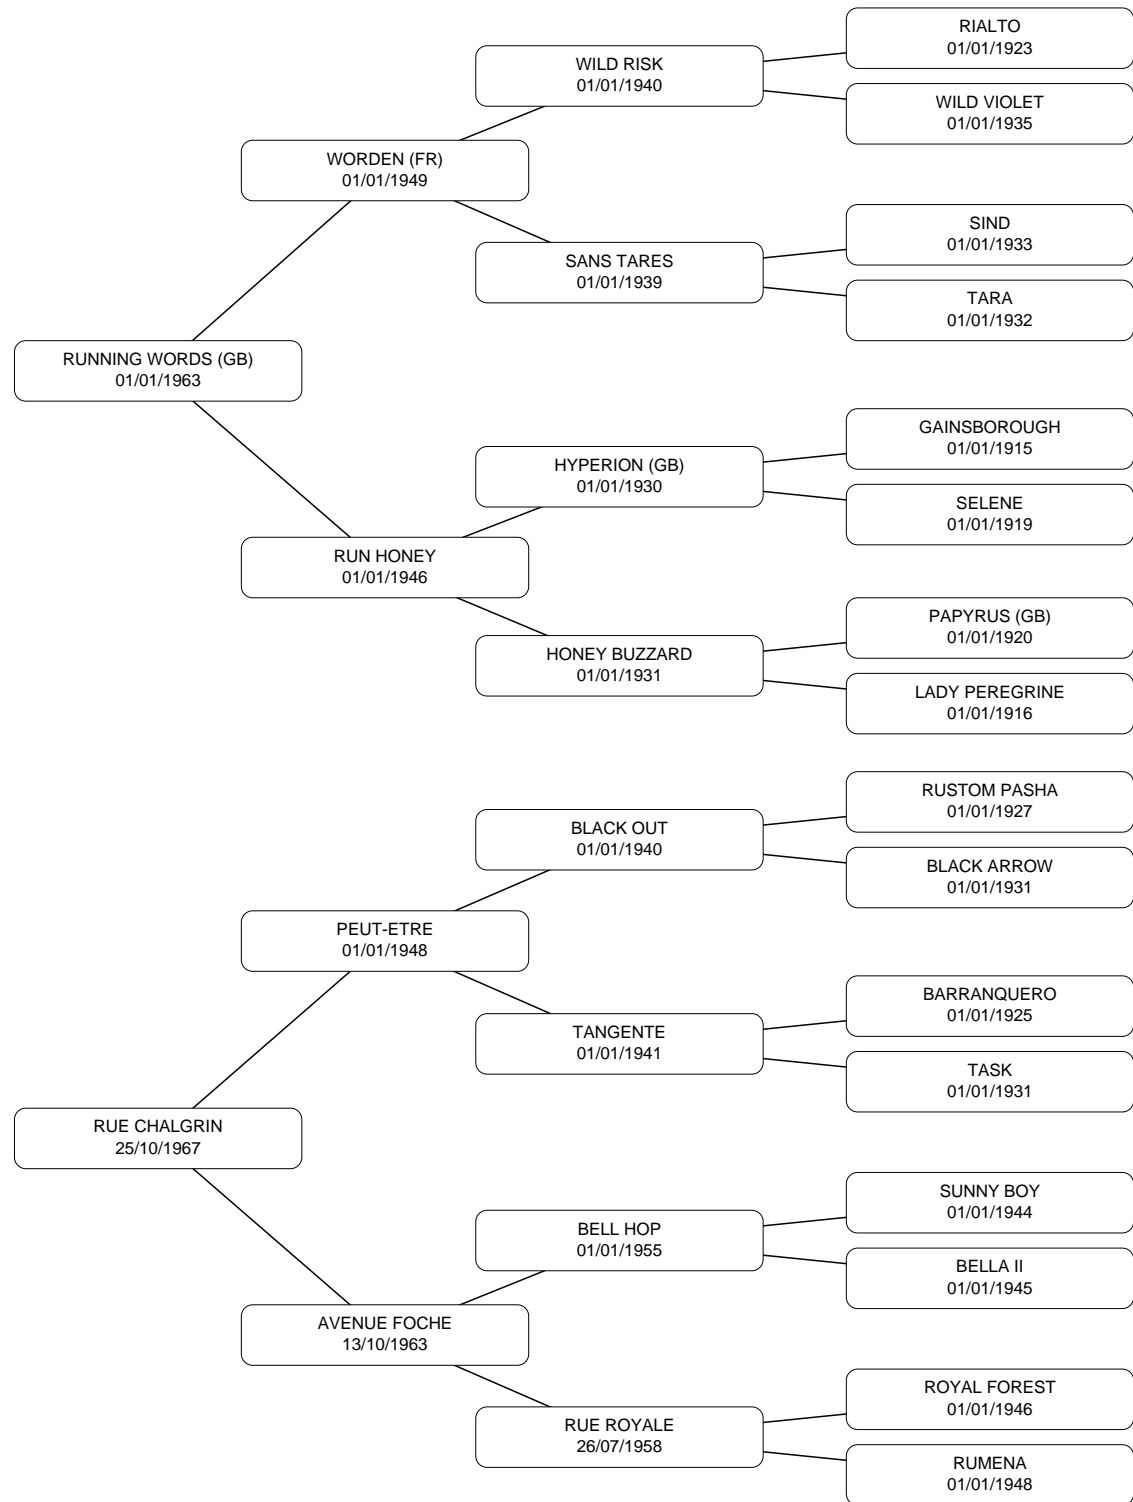 RIALTO
01/01/1923
WILD RISK
01/01/1940
WILD VIOLET
01/01/1935
WORDEN (FR)
01/01/1949
SIND
01/01/1933
SANS TARES
01/01/1939
TARA
01/01/1932
RUNNING WORDS (GB)
01/01/1963
GAINSBOROUGH
01/01/1915
HYPERION (GB)
01/01/1930
SELENE
01/01/1919
RUN HONEY
01/01/1946
PAPYRUS (GB)
01/01/1920
HONEY BUZZARD
01/01/1931
LADY PEREGRINE
01/01/1916
RUSTOM PASHA
01/01/1927
BLACK OUT
01/01/1940
BLACK ARROW
01/01/1931
PEUT-ETRE
01/01/1948
BARRANQUERO
01/01/1925
TANGENTE
01/01/1941
TASK
01/01/1931
RUE CHALGRIN
25/10/1967
SUNNY BOY
01/01/1944
BELL HOP
01/01/1955
BELLA II
01/01/1945
AVENUE FOCHE
13/10/1963
ROYAL FOREST
01/01/1946
RUE ROYALE
26/07/1958
RUMENA
01/01/1948